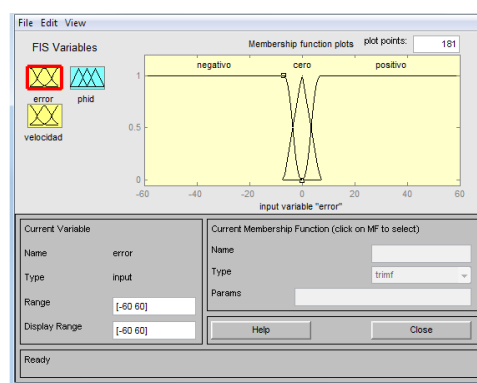 File Edit View
FIS Variables
Membership function plots plot points: 181
error phid
velocidad
negativo cero positivo
1
0.5
0
-60 -40 -20 0 20 40 60
input variable "error"
Current Variable
Name error
Type input
Range [-60 60]
Display Range [-60 60]
Current Membership Function (click on MF to select)
Name
Type trimf
Params
Help Close
Ready